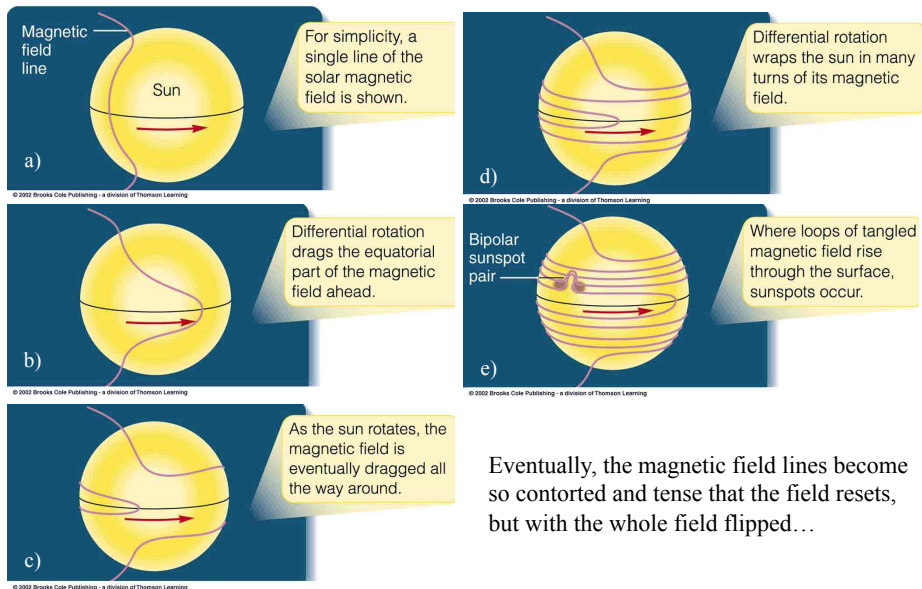 Magnetic
field
line
Sun
For simplicity, a
single line of the
solar magnetic
field is shown.
a)
© 2002 Brooks Cole Publishing - a division of Thomson Learning
Differential rotation
drags the equatorial
part of the magnetic
field ahead.
b)
© 2002 Brooks Cole Publishing - a division of Thomson Learning
As the sun rotates, the
magnetic field is
eventually dragged all
the way around.
c)
© 2002 Brooks Cole Publishing - a division of Thomson Learning
Differential rotation
wraps the sun in many
turns of its magnetic
field.
d)
© 2002 Brooks Cole Publishing - a division of Thomson Learning
Bipolar
sunspot
pair
Where loops of tangled
magnetic field rise
through the surface,
sunspots occur.
e)
© 2002 Brooks Cole Publishing - a division of Thomson Learning
Eventually, the magnetic field lines become
so contorted and tense that the field resets,
but with the whole field flipped…